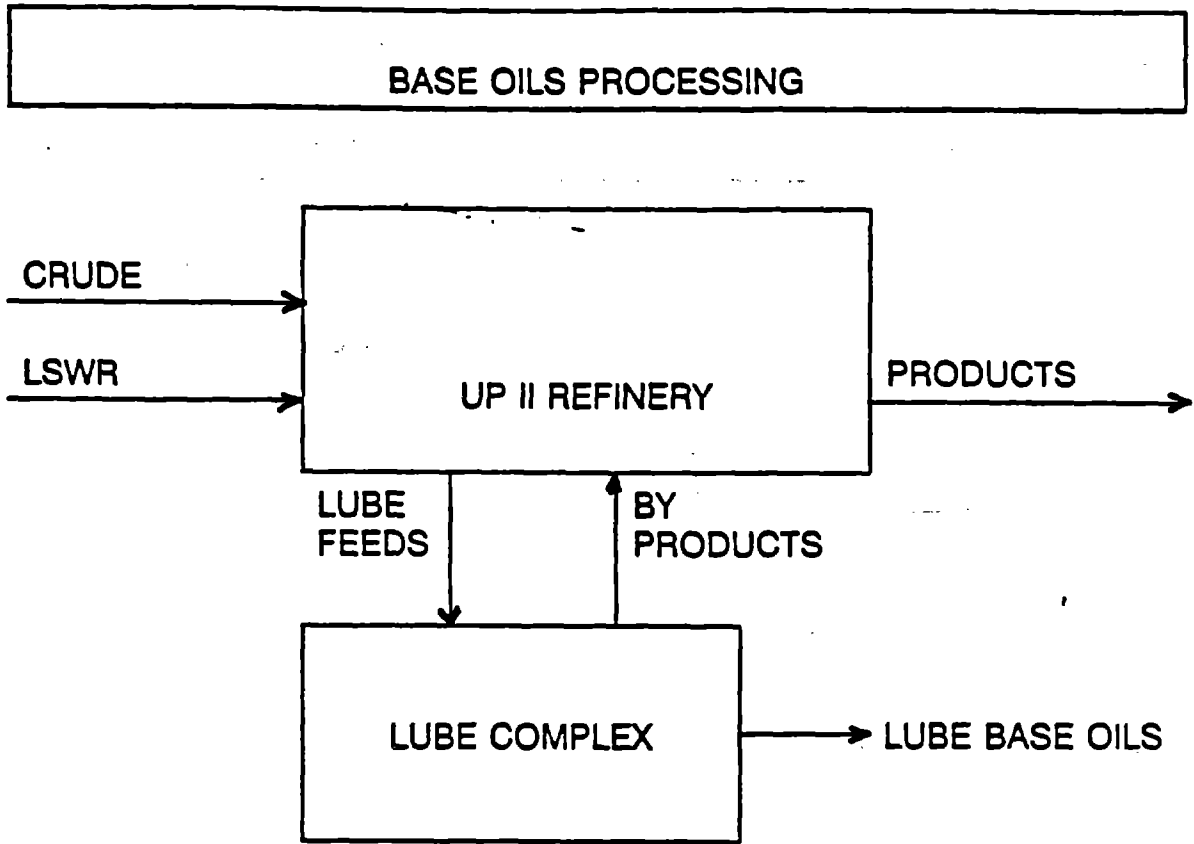 BASE OILS PROCESSING
CRUDE
LSWR
UP II REFINERY
PRODUCTS
LUBE
FEEDS
BY
PRODUCTS
LUBE COMPLEX
LUBE BASE OILS